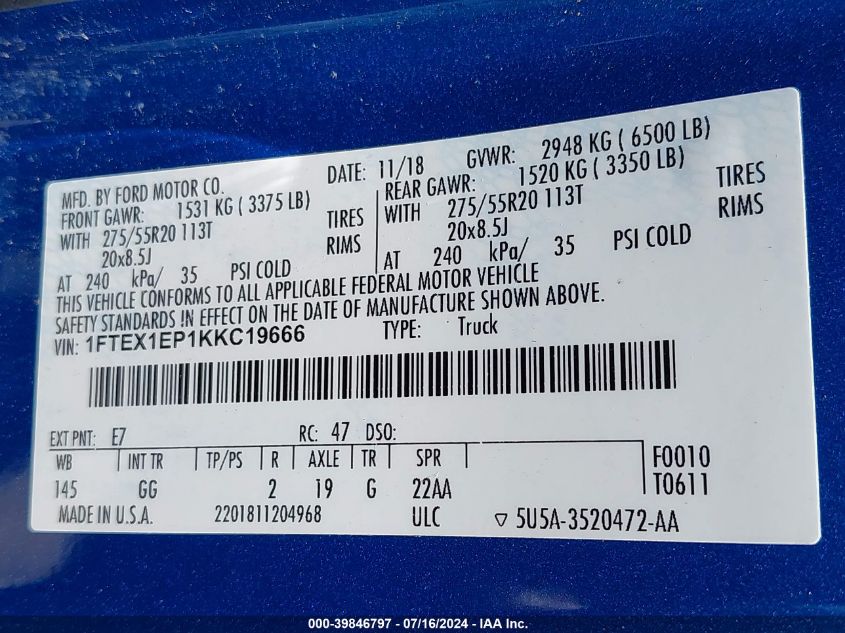 MFD. BY FORD MOTOR CO. DATE: 11/18 GVWR: 2948 KG ( 6500 LB)
FRONT GAWR: 1531 KG ( 3375 LB) REAR GAWR: 1520 KG ( 3350 LB)
WITH 275/55R20 113T TIRES WITH 275/55R20 113T TIRES
20x8.5J RIMS 20x8.5J RIMS
AT 240 kPa/ 35 PSI COLD AT 240 kPa/ 35 PSI COLD
THIS VEHICLE CONFORMS TO ALL APPLICABLE FEDERAL MOTOR VEHICLE
SAFETY STANDARDS IN EFFECT ON THE DATE OF MANUFACTURE SHOWN ABOVE.
VIN: 1FTEX1EP1KKC19666 TYPE: Truck
EXT PNT: E7 RC: 47 DSO:
WB INT TR TP/PS R AXLE TR SPR F0010
145 GG 2 19 G 22AA T0611
MADE IN U.S.A. 2201811204968 ULC 5U5A-3520472-AA
000-39846797 - 07/16/2024 - IAA Inc.